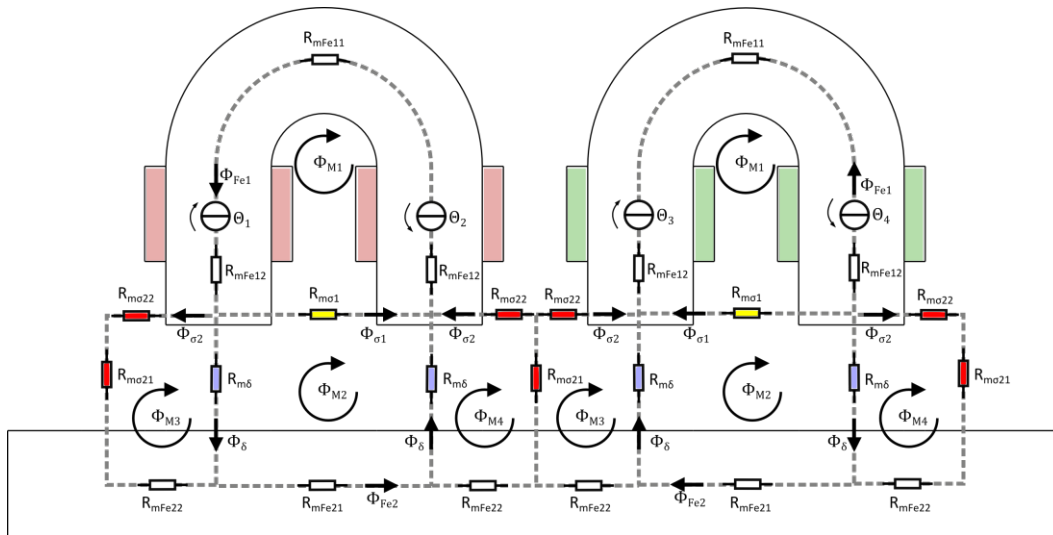 RmFe11 RmFe11
ΦM1 ΦM1
ΦFe1 ΦFe1
Θ1 Θ2 Θ3 Θ4
RmFe12 RmFe12 RmFe12 RmFe12
Rmσ22 Rmσ1 Rmσ22 Rmσ22 Rmσ1 Rmσ22
Φσ2 Φσ1 Φσ2 Φσ2 Φσ1 Φσ2
Rmσ21 Rmδ Rmδ Rmσ21 Rmδ Rmδ Rmσ21
ΦM3 ΦM2 ΦM4 ΦM3 ΦM2 ΦM4
Φδ Φδ Φδ Φδ
RmFe22 RmFe21 ΦFe2 RmFe22 RmFe22 ΦFe2 RmFe21 RmFe22